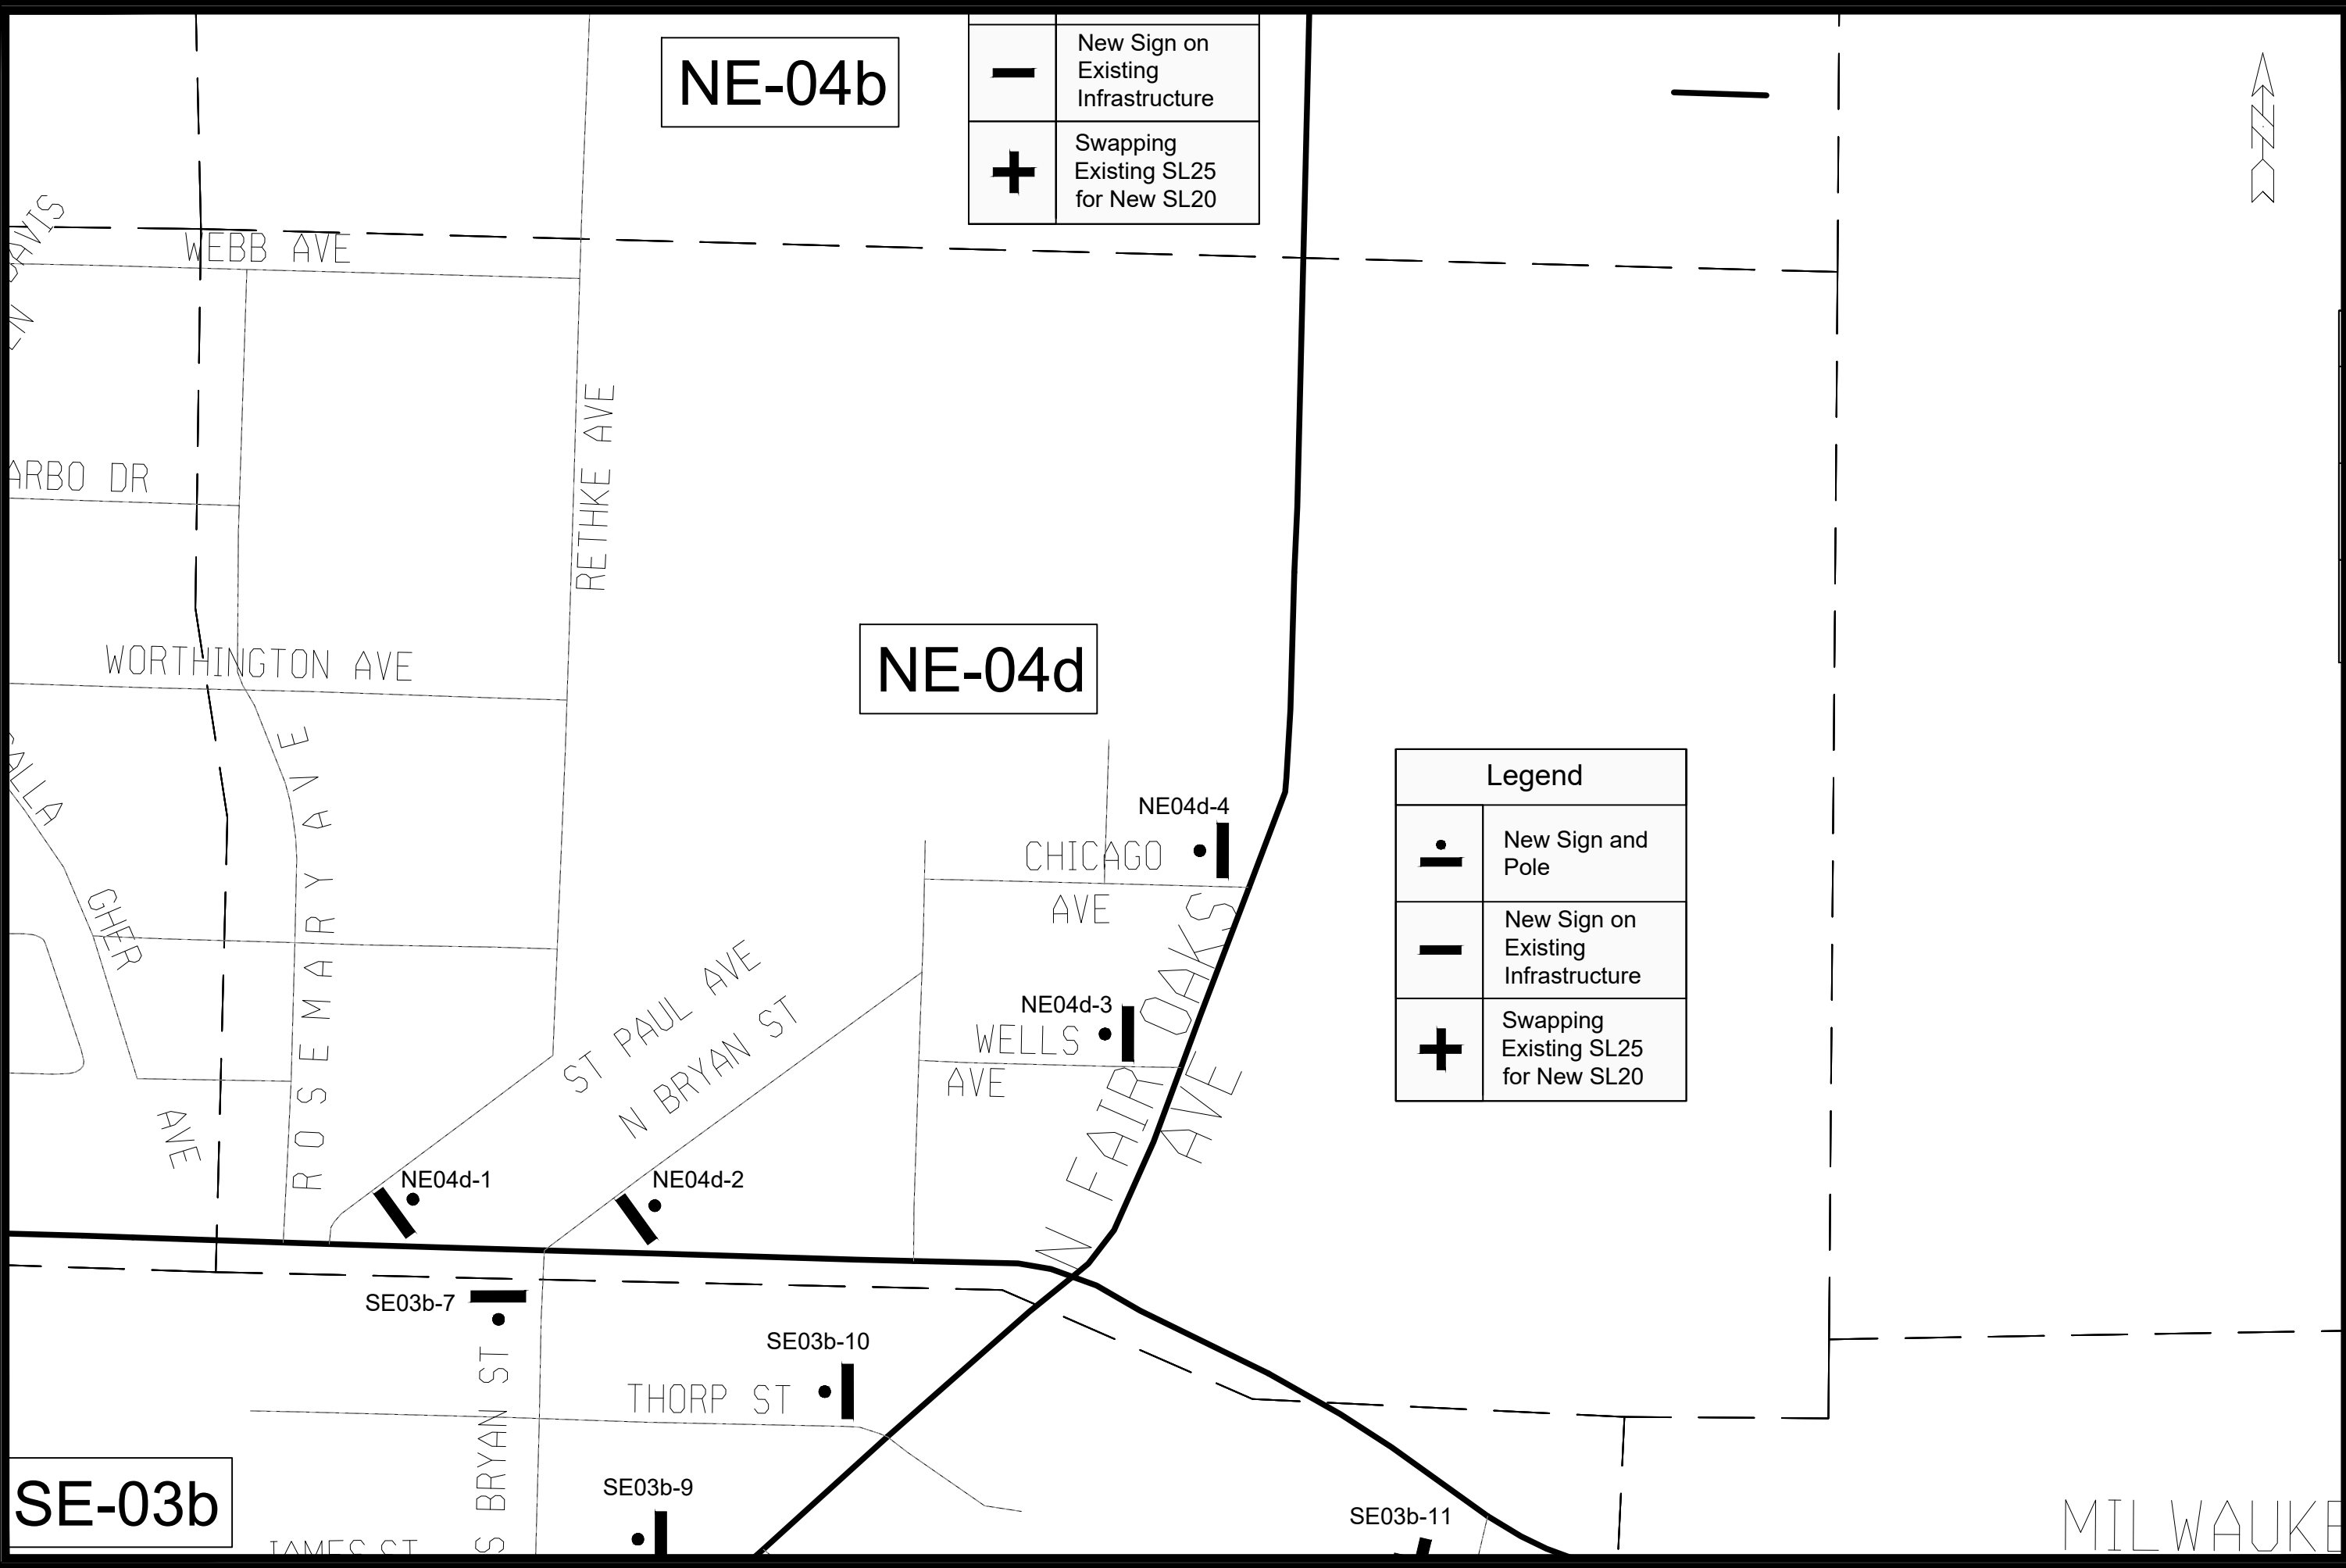 NE-04b
New Sign on
Existing
Infrastructure
Swapping
Existing SL25
for New SL20
N
WEBB AVE
ARBO DR
RETHKE AVE
WORTHINGTON AVE
NE-04d
ROSEMARY AVE
GHER
AVE
NE04d-4
CHICAGO
AVE
Legend
New Sign and
Pole
New Sign on
Existing
Infrastructure
Swapping
Existing SL25
for New SL20
ST PAUL AVE
N BRYAN ST
NE04d-3
WELLS
AVE
N FAIR OAKS
AVE
NE04d-1
NE04d-2
SE03b-7
SE03b-10
THORP ST
S BRYAN ST
SE-03b
SE03b-9
JAMES ST
SE03b-11
MILWAUKE